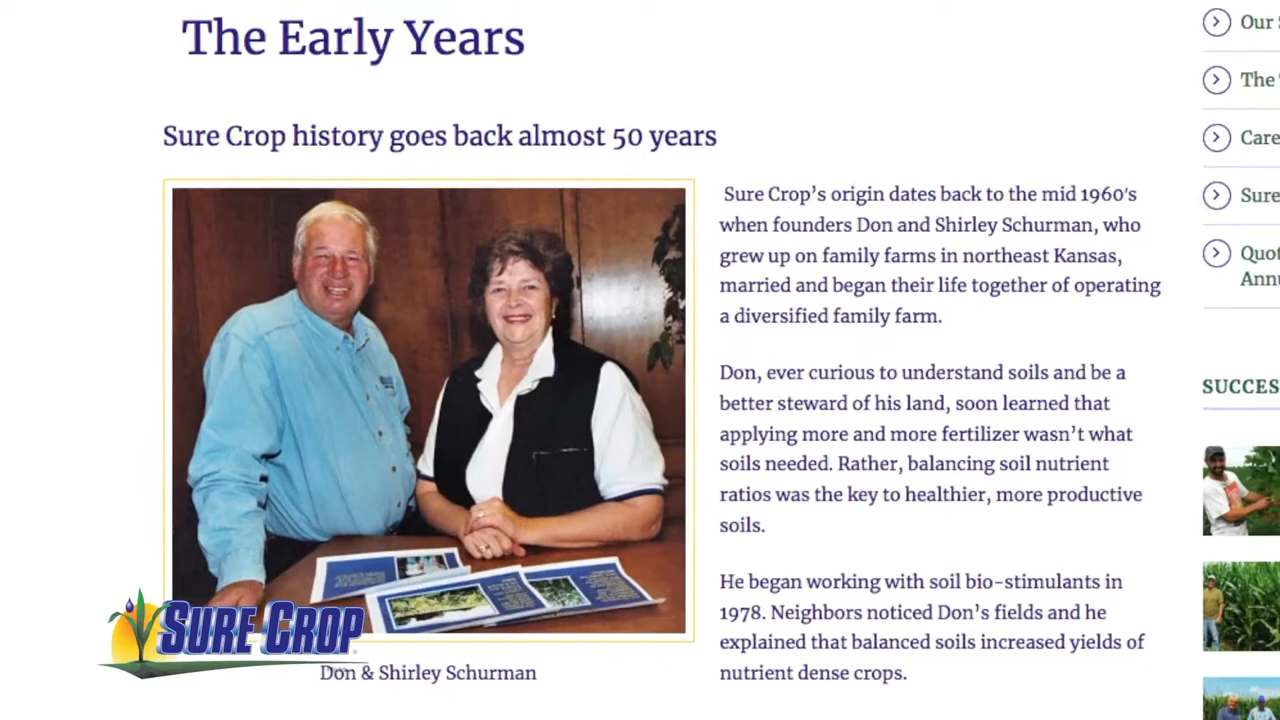 The Early Years
Sure Crop history goes back almost 50 years
Sure Crop’s origin dates back to the mid 1960′s
when founders Don and Shirley Schurman, who
grew up on family farms in northeast Kansas,
married and began their life together of operating
a diversified family farm.
Don, ever curious to understand soils and be a
better steward of his land, soon learned that
applying more and more fertilizer wasn’t what
soils needed. Rather, balancing soil nutrient
ratios was the key to healthier, more productive
soils.
He began working with soil bio-stimulants in
1978. Neighbors noticed Don’s fields and he
explained that balanced soils increased yields of
nutrient dense crops.
SURE CROP
Don & Shirley Schurman
Our S
The
Care
Sure
Quot
Annu
SUCCES